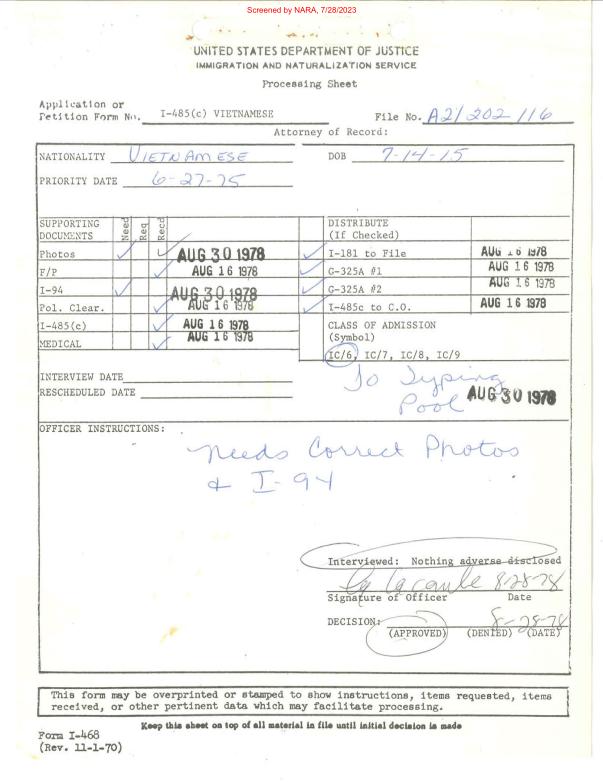 Screened by NARA, 7/28/2023
UNITED STATES DEPARTMENT OF JUSTICE
IMMIGRATION AND NATURALIZATION SERVICE
Processing Sheet
Application or
Petition Form No. I-485(c) VIETNAMESE File No. A21 202 116
Attorney of Record:
NATIONALITY VIETNAMESE DOB 7-14-15
PRIORITY DATE 6-27-75
SUPPORTING DOCUMENTS Need Req Recd DISTRIBUTE
(If Checked)
Photos AUG 30 1978 I-181 to File AUG 16 1978
F/P AUG 16 1978 G-325A #1 AUG 16 1978
I-94 AUG 30 1978 G-325A #2 AUG 16 1978
Pol. Clear. AUG 16 1978 I-485c to C.O. AUG 16 1978
I-485(c) AUG 16 1978 CLASS OF ADMISSION
MEDICAL AUG 16 1978 (Symbol)
IC/6, IC/7, IC/8, IC/9
INTERVIEW DATE To Typing
RESCHEDULED DATE Pool AUG 30 1978
OFFICER INSTRUCTIONS:
Needs Correct Photos
& I-94
Interviewed: Nothing adverse disclosed
8-28-78
Signature of Officer Date
DECISION: 8-28-78
(APPROVED) (DENIED) (DATE)
This form may be overprinted or stamped to show instructions, items requested, items
received, or other pertinent data which may facilitate processing.
Keep this sheet on top of all material in file until initial decision is made
Form I-468
(Rev. 11-1-70)